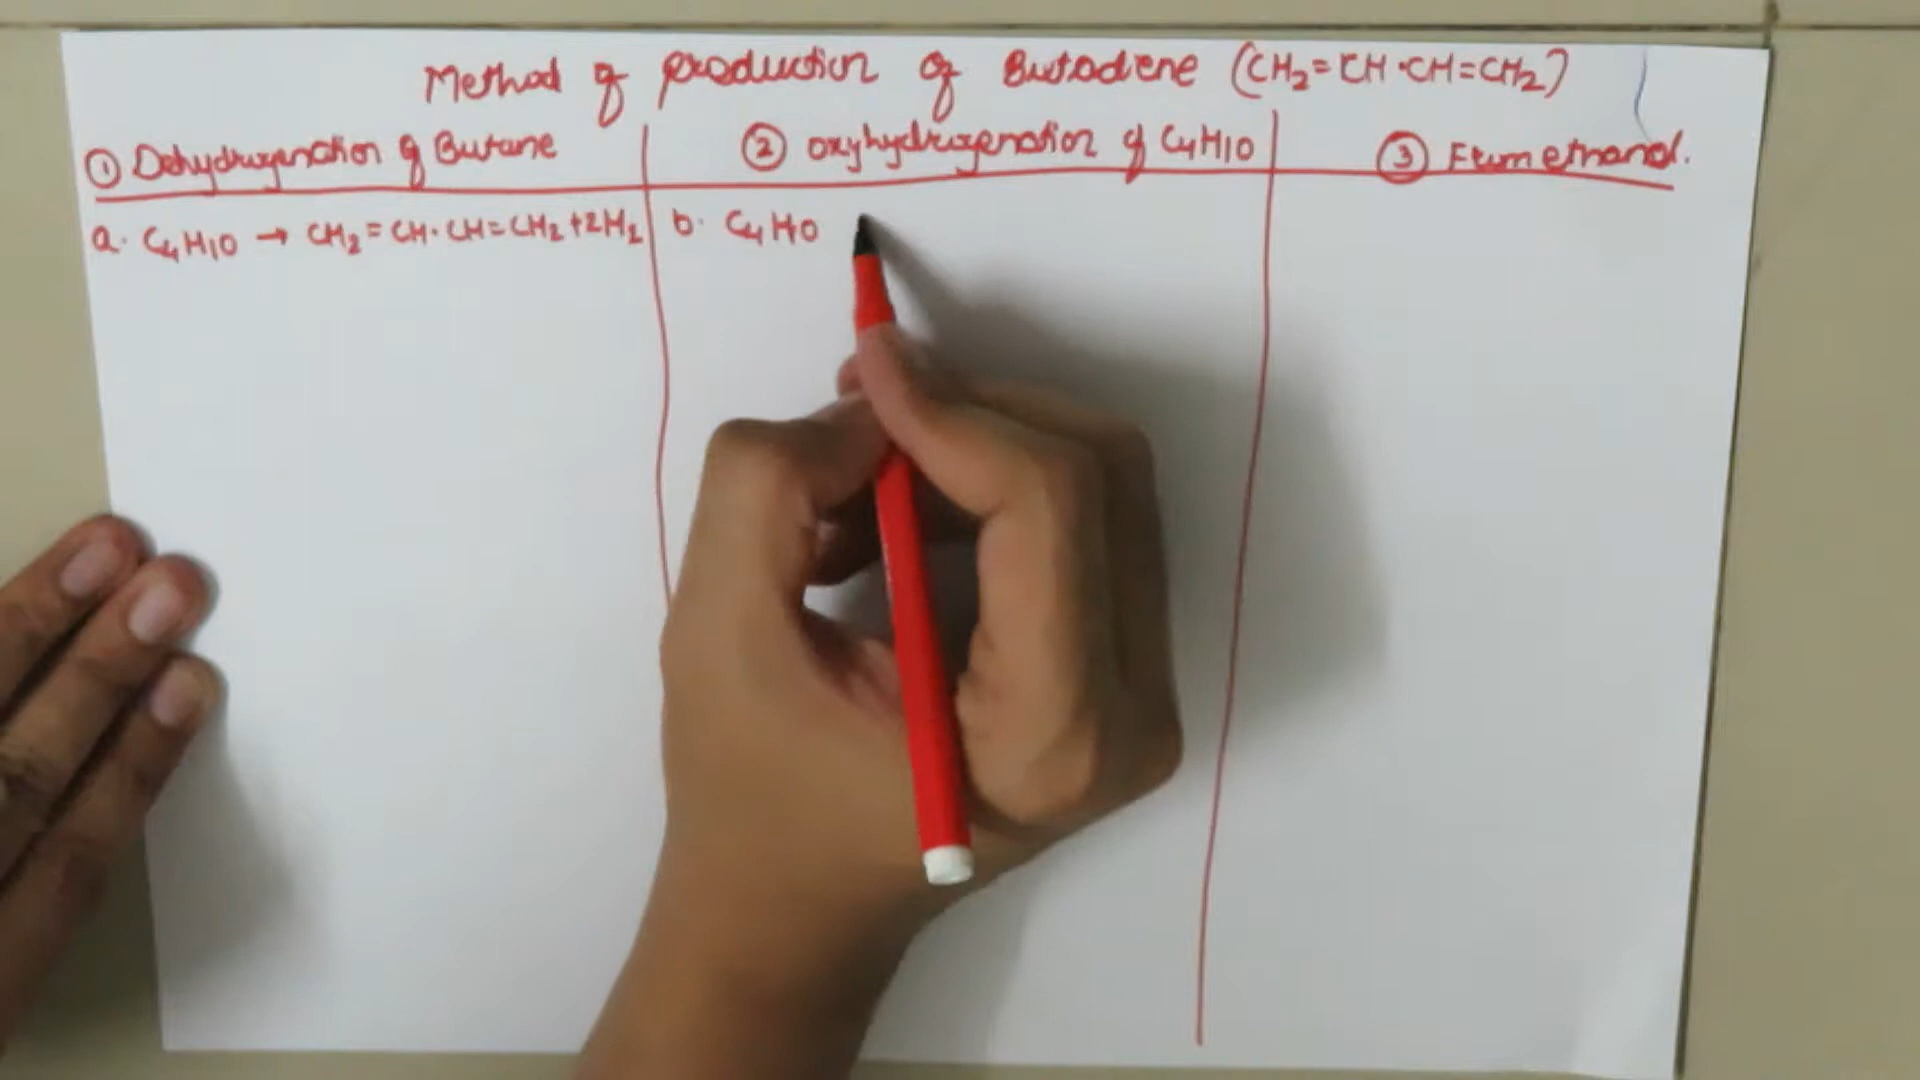 Method of production of Butadiene (CH₂=CH·CH=CH₂)
① Dehydrogenation of Butane
② oxyhydrogenation of C₄H10
③ From ethanol.
a. C₄H10 → CH₂=CH·CH=CH₂+2H₂
b. C₄H10